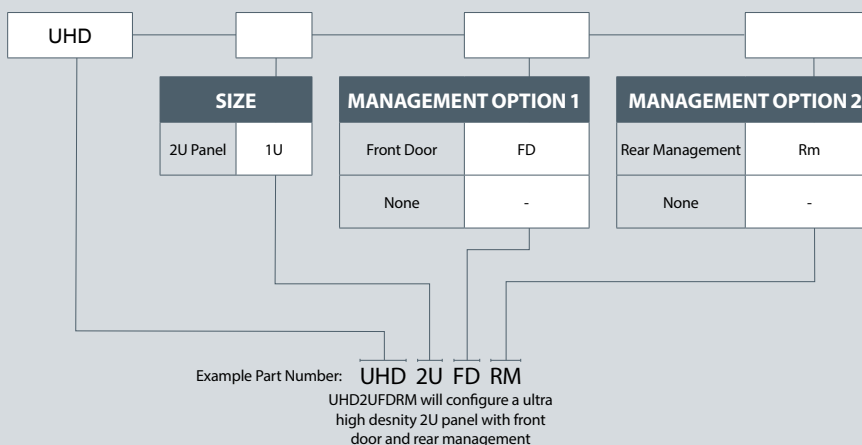 UHD
SIZE
2U Panel 1U
MANAGEMENT OPTION 1
Front Door FD
None -
MANAGEMENT OPTION 2
Rear Management Rm
None -
Example Part Number: UHD 2U FD RM
UHD2UFDRM will configure a ultra
high desnity 2U panel with front
door and rear management